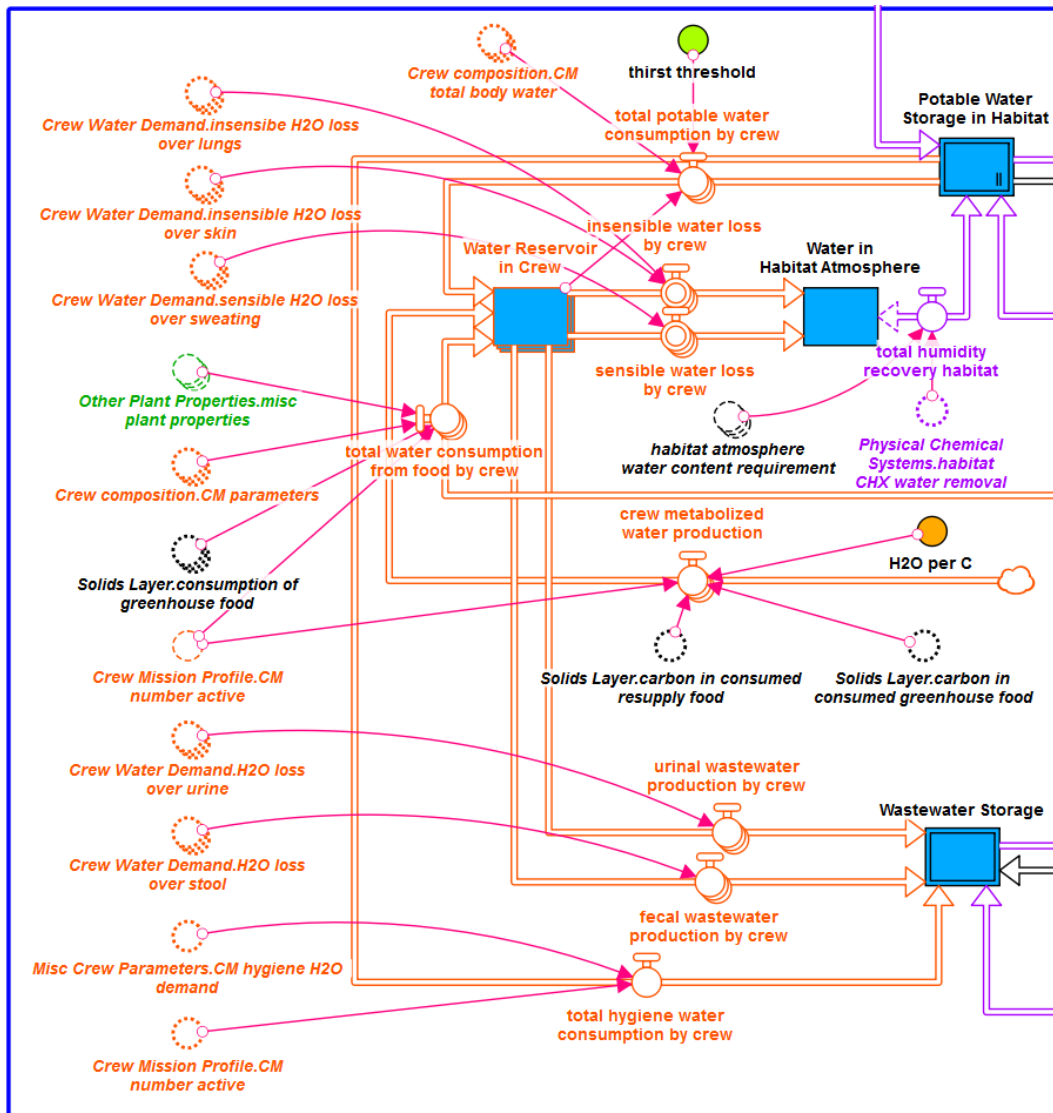 Crew composition.CM
total body water
thirst threshold
Potable Water
Storage in Habitat
total potable water
consumption by crew
Crew Water Demand.insensibe H2O loss
over lungs
Crew Water Demand.insensible H2O loss
over skin
insensible water loss
by crew
Water Reservoir
in Crew
Water in
Habitat Atmosphere
Crew Water Demand.sensible H2O loss
over sweating
sensible water loss
by crew
total humidity
recovery habitat
Other Plant Properties.misc
plant properties
total water consumption
from food by crew
habitat atmosphere
water content requirement
Physical Chemical
Systems.habitat
CHX water removal
Crew composition.CM parameters
crew metabolized
water production
H2O per C
Solids Layer.consumption of
greenhouse food
Crew Mission Profile.CM
number active
Solids Layer.carbon in consumed
resupply food
Solids Layer.carbon in
consumed greenhouse food
Crew Water Demand.H2O loss
over urine
urinal wastewater
production by crew
Wastewater Storage
Crew Water Demand.H2O loss
over stool
fecal wastewater
production by crew
Misc Crew Parameters.CM hygiene H2O
demand
total hygiene water
consumption by crew
Crew Mission Profile.CM
number active